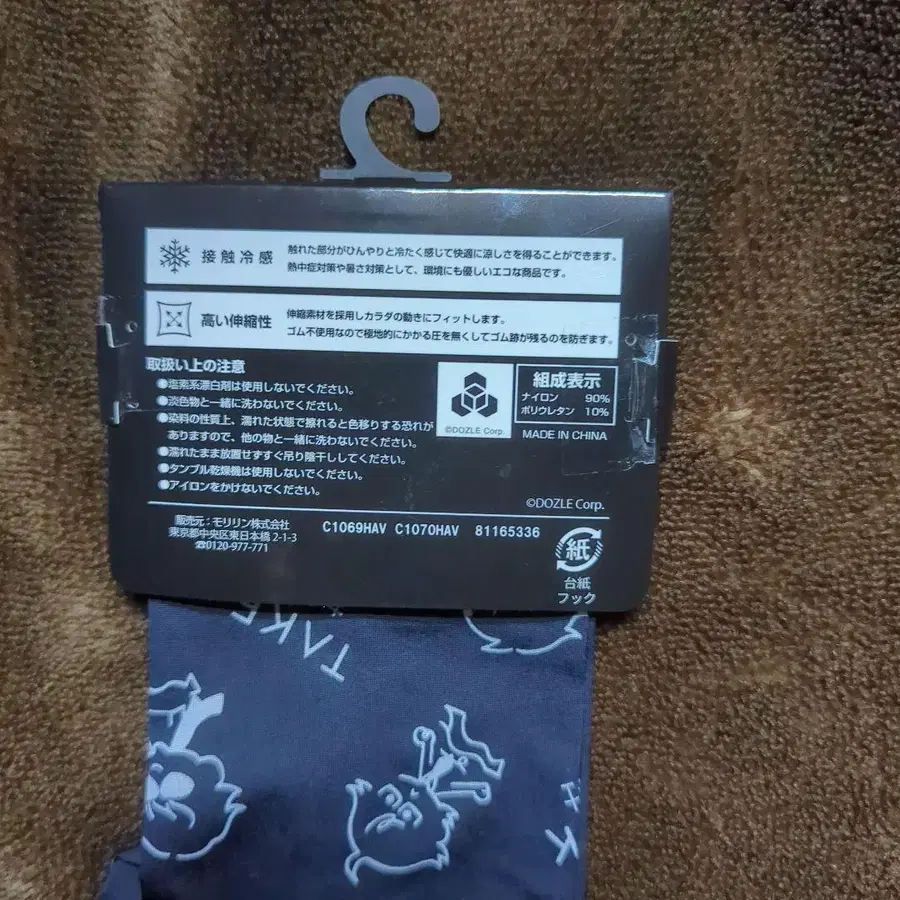 接触冷感
触れた部分がひんやりと冷たく感じて快適に涼しさを得ることができます。
熱中症対策や暑さ対策として、環境にも優しいエコな商品です。
高い伸縮性
伸縮素材を採用しカラダの動きにフィットします。
ゴム不使用なので極地的にかかる圧を無くしてゴム跡が残るのを防ぎます。
取扱い上の注意
●塩素系漂白剤は使用しないでください。
●淡色物と一緒に洗わないでください。
●染料の性質上、濡れた状態で擦れると色移りする恐れが
ありますので、他の物と一緒に洗わないでください。
●濡れたまま放置せずすぐ吊り陰干ししてください。
●タンブル乾燥機は使用しないでください。
●アイロンをかけないでください。
©DOZLE Corp.
組成表示
ナイロン 90%
ポリウレタン 10%
MADE IN CHINA
©DOZLE Corp.
販売元:モリリン株式会社
東京都中央区東日本橋2-1-3
☎0120-977-771
C1069HAV C1070HAV 81165336
紙
台紙
フック
TAKE